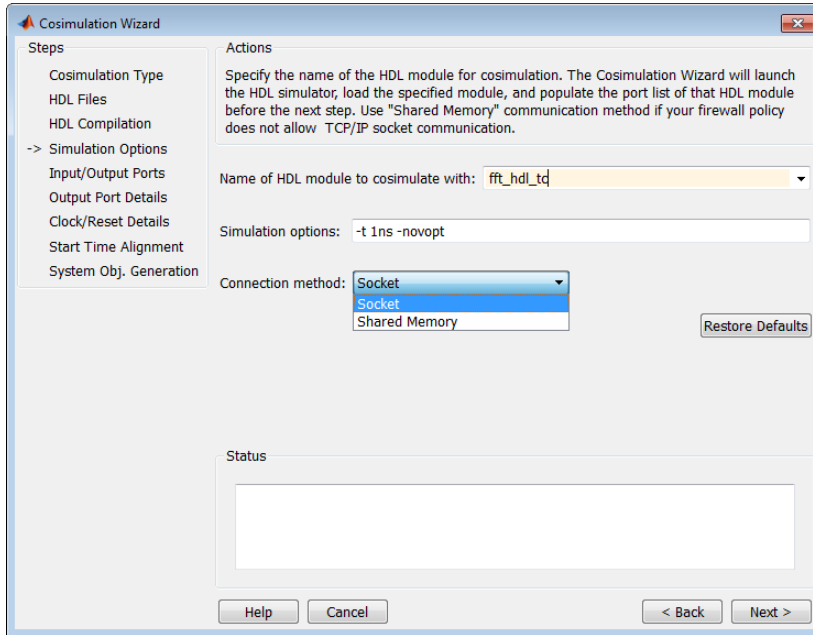 Cosimulation Wizard
Steps
Cosimulation Type
HDL Files
HDL Compilation
-> Simulation Options
Input/Output Ports
Output Port Details
Clock/Reset Details
Start Time Alignment
System Obj. Generation
Actions
Specify the name of the HDL module for cosimulation. The Cosimulation Wizard will launch
the HDL simulator, load the specified module, and populate the port list of that HDL module
before the next step. Use "Shared Memory" communication method if your firewall policy
does not allow TCP/IP socket communication.
Name of HDL module to cosimulate with: fft_hdl_tc
Simulation options: -t 1ns -novopt
Connection method: Socket
Socket
Shared Memory
Restore Defaults
Status
Help Cancel < Back Next >